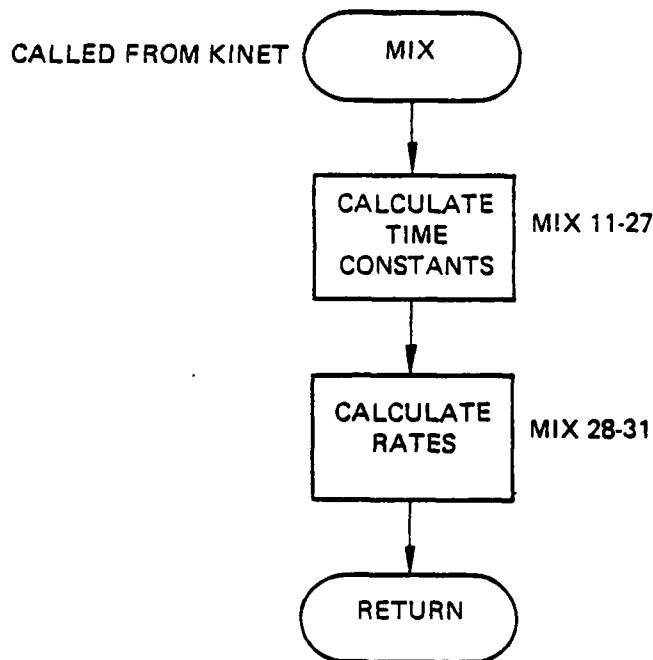 CALLED FROM KINET
MIX
CALCULATE
TIME
CONSTANTS
MIX 11-27
CALCULATE
RATES
MIX 28-31
RETURN